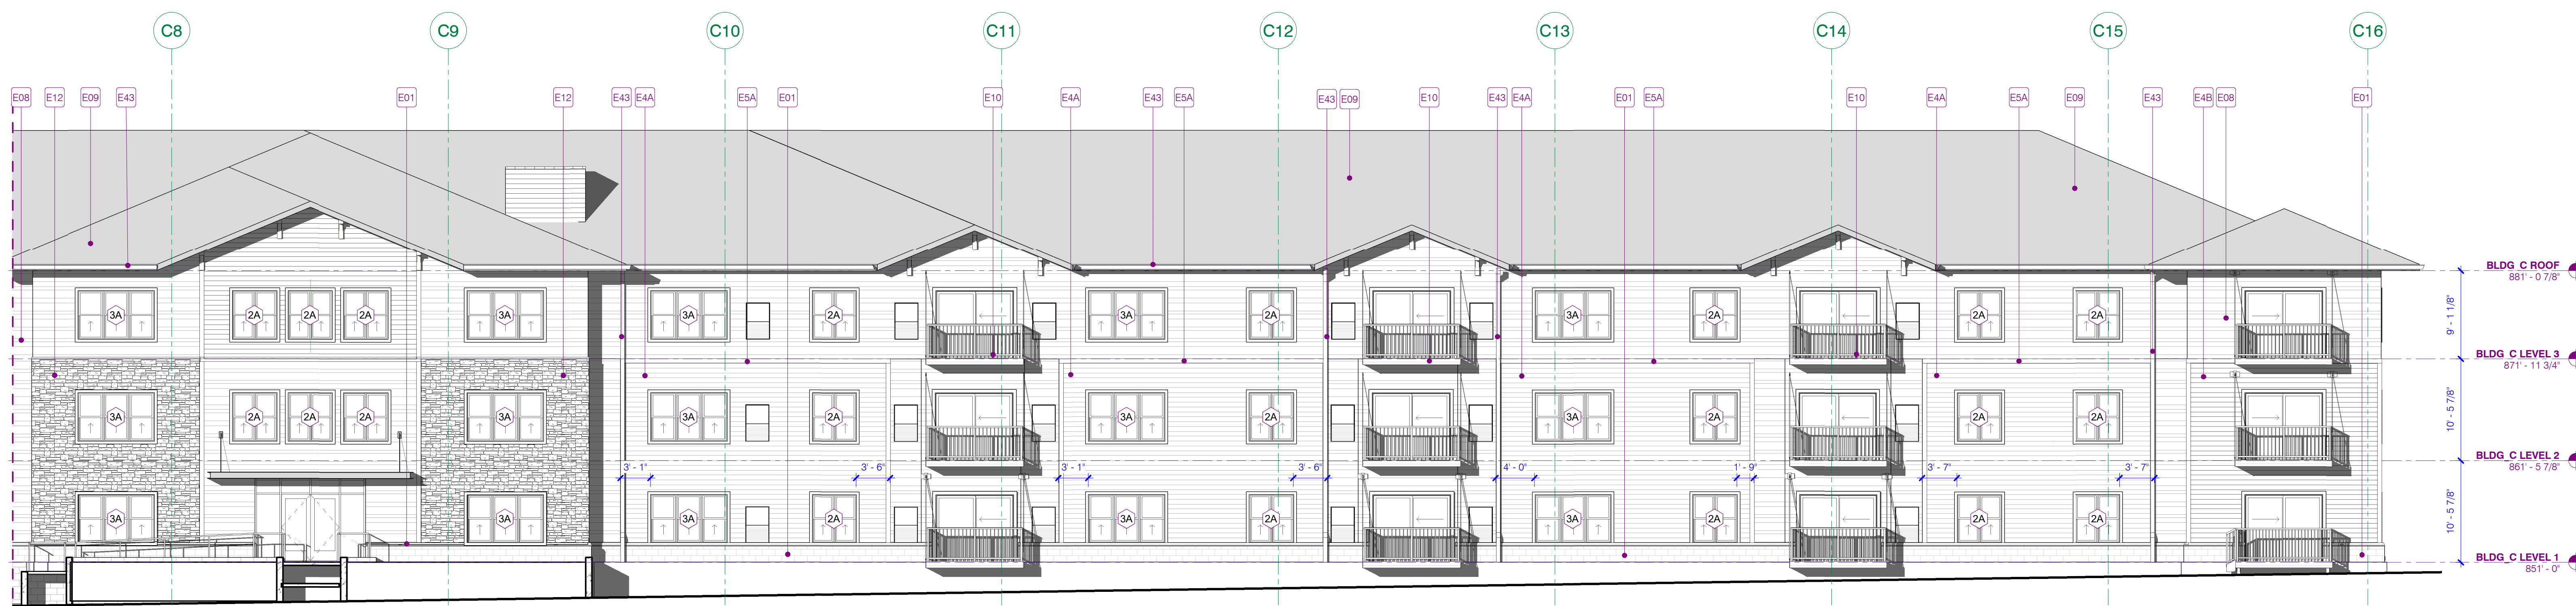 C8 C9 C10 C11 C12 C13 C14 C15 C16
E08 E12 E09 E43 E01 E12 E43 E4A E5A E01 E10 E4A E43 E5A E43 E09 E10 E43 E4A E01 E5A E10 E4A E5A E09 E43 E4B E08 E01
BLDG C ROOF
881' - 0 7/8"
9' - 1 1/8"
3A 2A 2A 2A 3A 3A 2A 3A 2A 3A 2A 2A 2A
BLDG C LEVEL 3
871' - 11 3/4"
10' - 5 7/8"
3A 2A 2A 2A 3A 3A 2A 3A 2A 3A 2A 2A 2A
BLDG C LEVEL 2
861' - 5 7/8"
3' - 1" 3' - 6" 3' - 1" 3' - 6" 4' - 0" 1' - 9" 3' - 7" 3' - 7"
10' - 5 7/8"
3A 3A 3A 2A 3A 2A 3A 2A 2A 2A
BLDG C LEVEL 1
851' - 0"